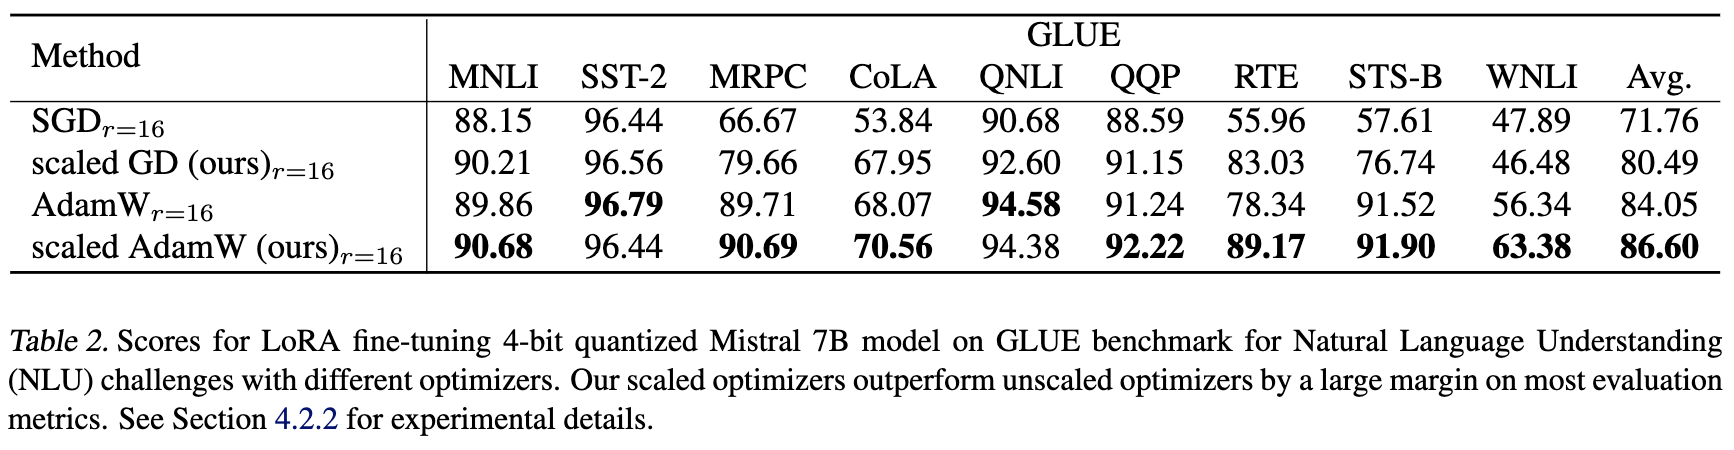 GLUE
Method
MNLI SST-2 MRPC CoLA QNLI QQP RTE STS-B WNLI Avg.
SGDr=16 88.15 96.44 66.67 53.84 90.68 88.59 55.96 57.61 47.89 71.76
scaled GD (ours)r=16 90.21 96.56 79.66 67.95 92.60 91.15 83.03 76.74 46.48 80.49
AdamWr=16 89.86 96.79 89.71 68.07 94.58 91.24 78.34 91.52 56.34 84.05
scaled AdamW (ours)r=16 90.68 96.44 90.69 70.56 94.38 92.22 89.17 91.90 63.38 86.60
Table 2. Scores for LoRA fine-tuning 4-bit quantized Mistral 7B model on GLUE benchmark for Natural Language Understanding
(NLU) challenges with different optimizers. Our scaled optimizers outperform unscaled optimizers by a large margin on most evaluation
metrics. See Section 4.2.2 for experimental details.